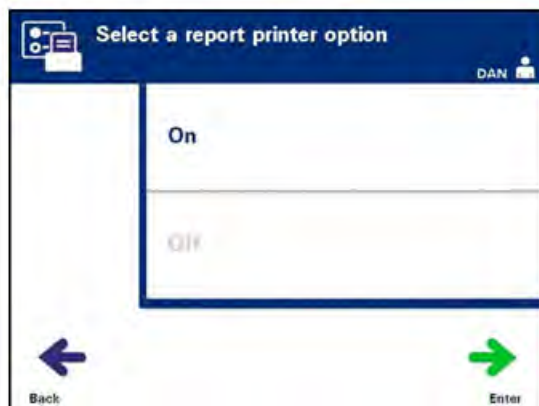 Select a report printer option
DAN
On
Off
Back
Enter